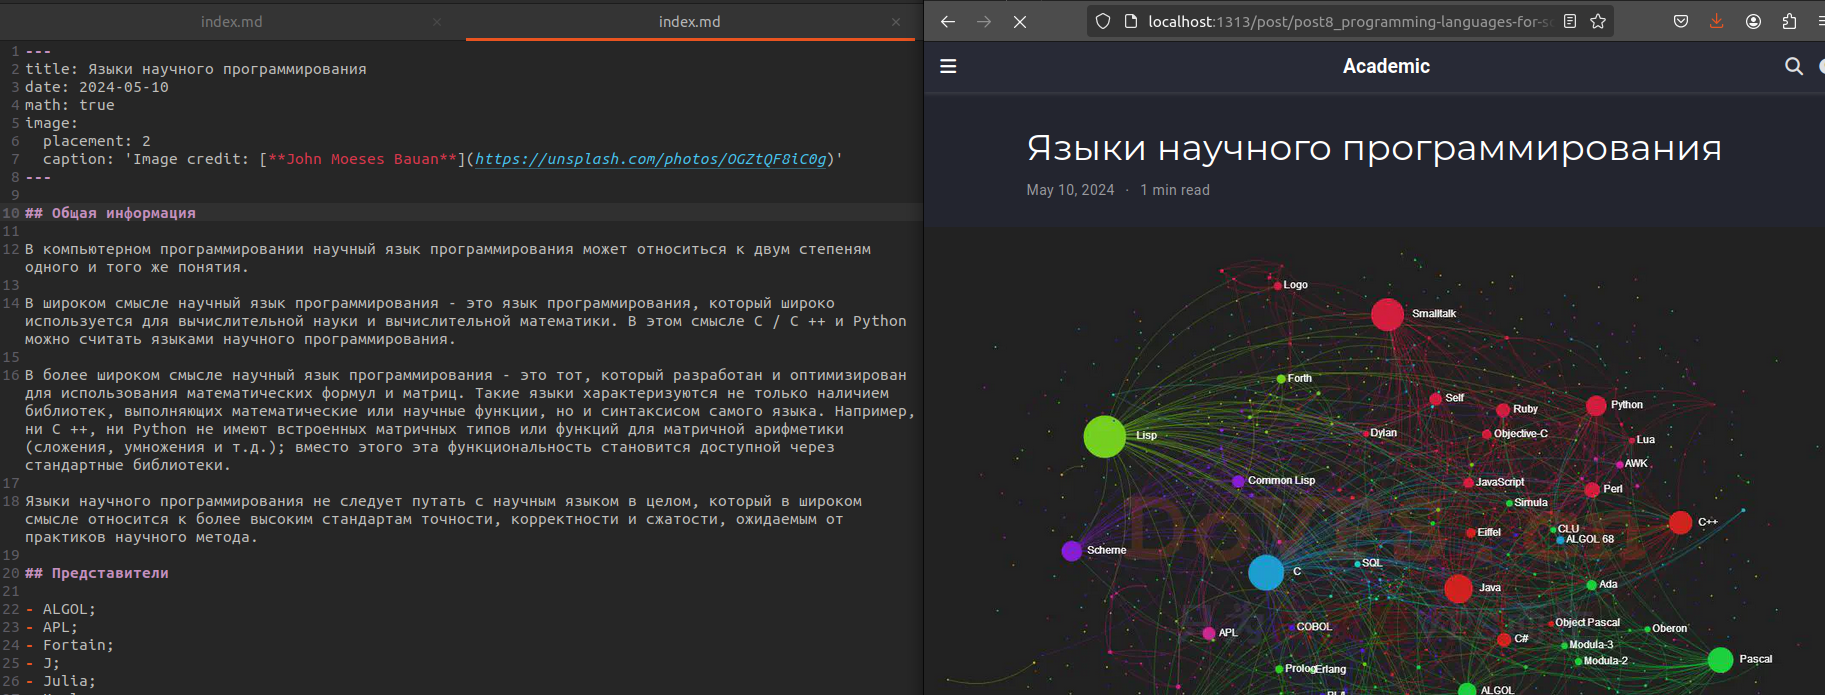 index.md
index.md
1 ---
2 title: Языки научного программирования
3 date: 2024-05-10
4 math: true
5 image:
6 placement: 2
7 caption: 'Image credit: [**John Moeses Bauan**](https://unsplash.com/photos/OGZtQF8iC0g)'
8 ---
9
10 ## Общая информация
11
12 В компьютерном программировании научный язык программирования может относиться к двум степеням
одного и того же понятия.
13
14 В широком смысле научный язык программирования - это язык программирования, который широко
используется для вычислительной науки и вычислительной математики. В этом смысле C / C ++ и Python
можно считать языками научного программирования.
15
16 В более широком смысле научный язык программирования - это тот, который разработан и оптимизирован
для использования математических формул и матриц. Такие языки характеризуются не только наличием
библиотек, выполняющих математические или научные функции, но и синтаксисом самого языка. Например,
ни C ++, ни Python не имеют встроенных матричных типов или функций для матричной арифметики
(сложения, умножения и т.д.); вместо этого эта функциональность становится доступной через
стандартные библиотеки.
17
18 Языки научного программирования не следует путать с научным языком в целом, который в широком
смысле относится к более высоким стандартам точности, корректности и сжатости, ожидаемым от
практиков научного метода.
19
20 ## Представители
21
22 - ALGOL;
23 - APL;
24 - Fortain;
25 - J;
26 - Julia;
localhost:1313/post/post8_programming-languages-for-sc
Academic
Языки научного программирования
May 10, 2024 · 1 min read
Logo
Smalltalk
Forth
Self
Ruby
Python
Lisp
Dylan
Objective-C
Lua
AWK
Common Lisp
JavaScript
Perl
Simula
C++
Scheme
Eiffel
CLU
ALGOL 68
C
SQL
Java
Ada
APL
COBOL
Object Pascal
Oberon
C#
Modula-3
Modula-2
Pascal
Prolog
Erlang
ALGOL